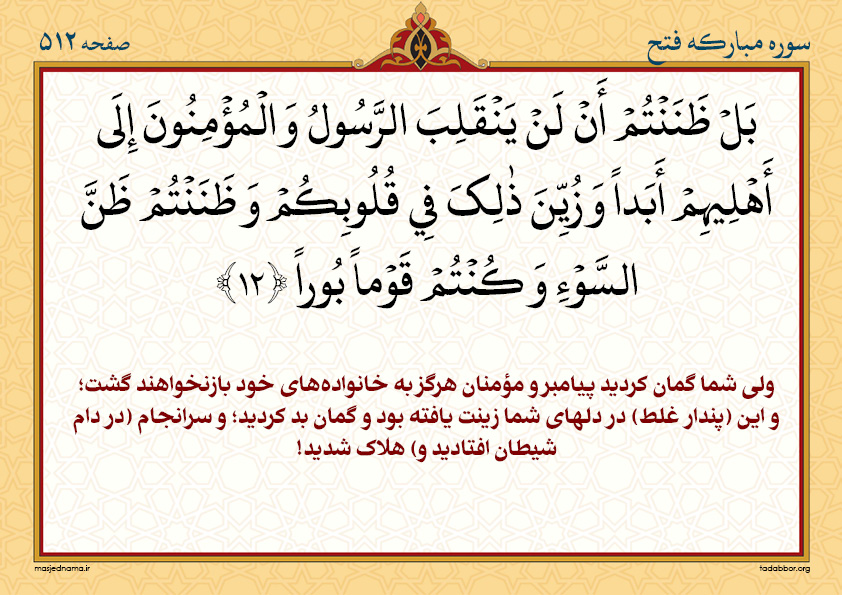 سوره مبارکه فتح
صفحه ۵۱۲
بَلْ ظَنَنْتُمْ أَنْ لَنْ يَنْقَلِبَ الرَّسُولُ وَ الْمُؤْمِنُونَ إِلَى
أَهْلِيهِمْ أَبَداً وَ زُيِّنَ ذٰلِکَ فِي قُلُوبِکُمْ وَ ظَنَنْتُمْ ظَنَّ
السَّوْءِ وَ کُنْتُمْ قَوْماً بُوراً ﴿۱۲﴾
ولی شما گمان کردید پیامبر و مؤمنان هرگز به خانواده‌های خود بازنخواهند گشت؛
و این (پندار غلط) در دلهای شما زینت یافته بود و گمان بد کردید؛ و سرانجام (در دام
شیطان افتادید و) هلاک شدید!
masjednama.ir
tadabbor.org